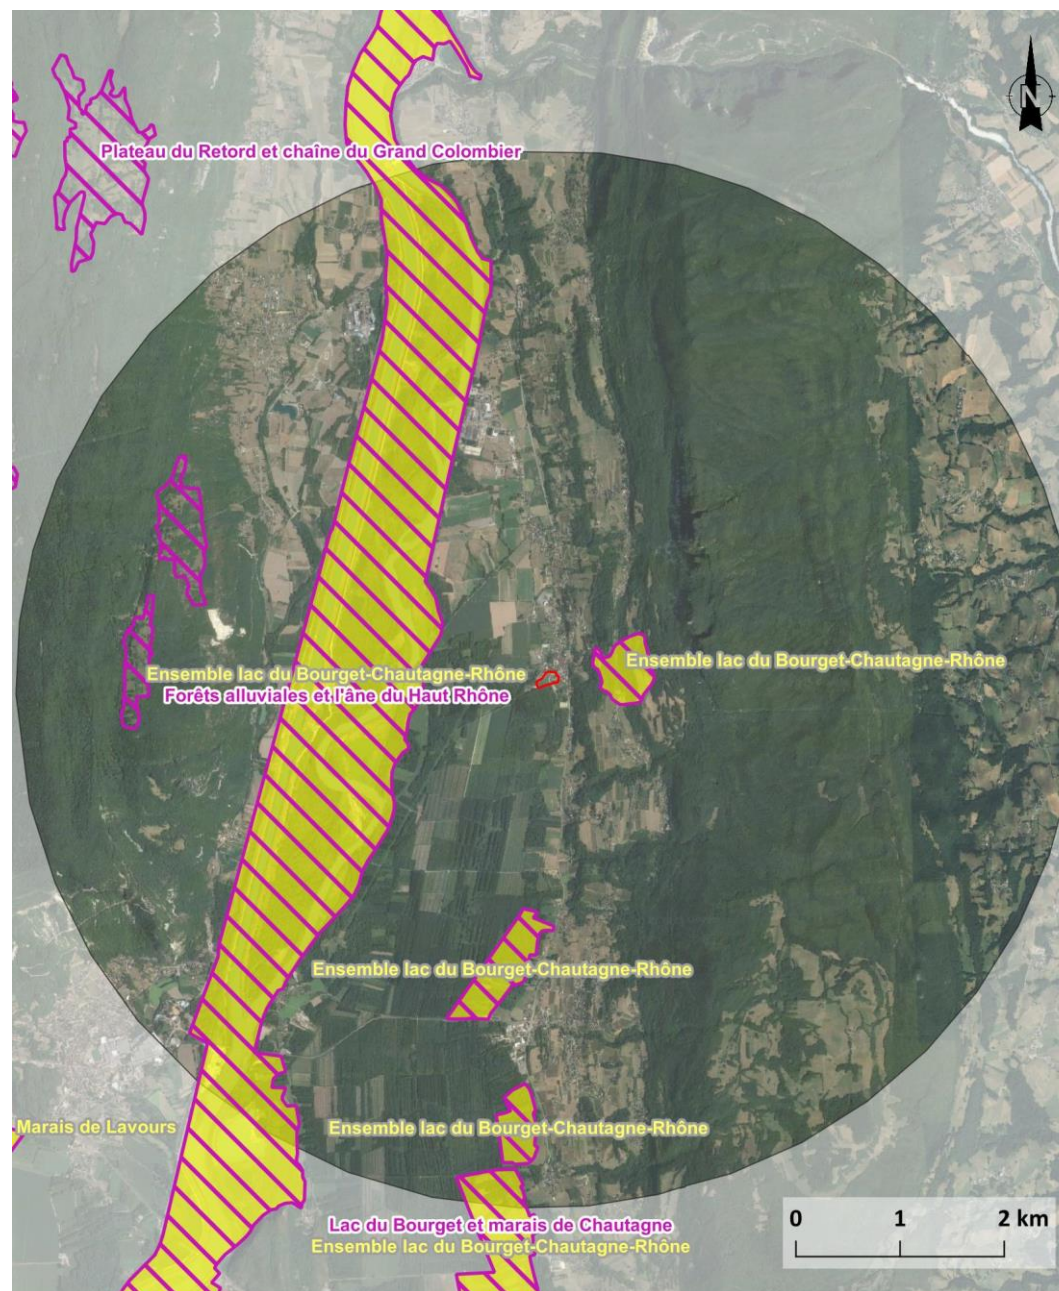 N
Plateau du Retord et chaîne du Grand Colombier
Ensemble lac du Bourget-Chautagne-Rhône
Ensemble lac du Bourget-Chautagne-Rhône
Forêts alluviales et l'âne du Haut Rhône
Ensemble lac du Bourget-Chautagne-Rhône
Marais de Lavours
Ensemble lac du Bourget-Chautagne-Rhône
Lac du Bourget et marais de Chautagne
Ensemble lac du Bourget-Chautagne-Rhône
0 1 2 km